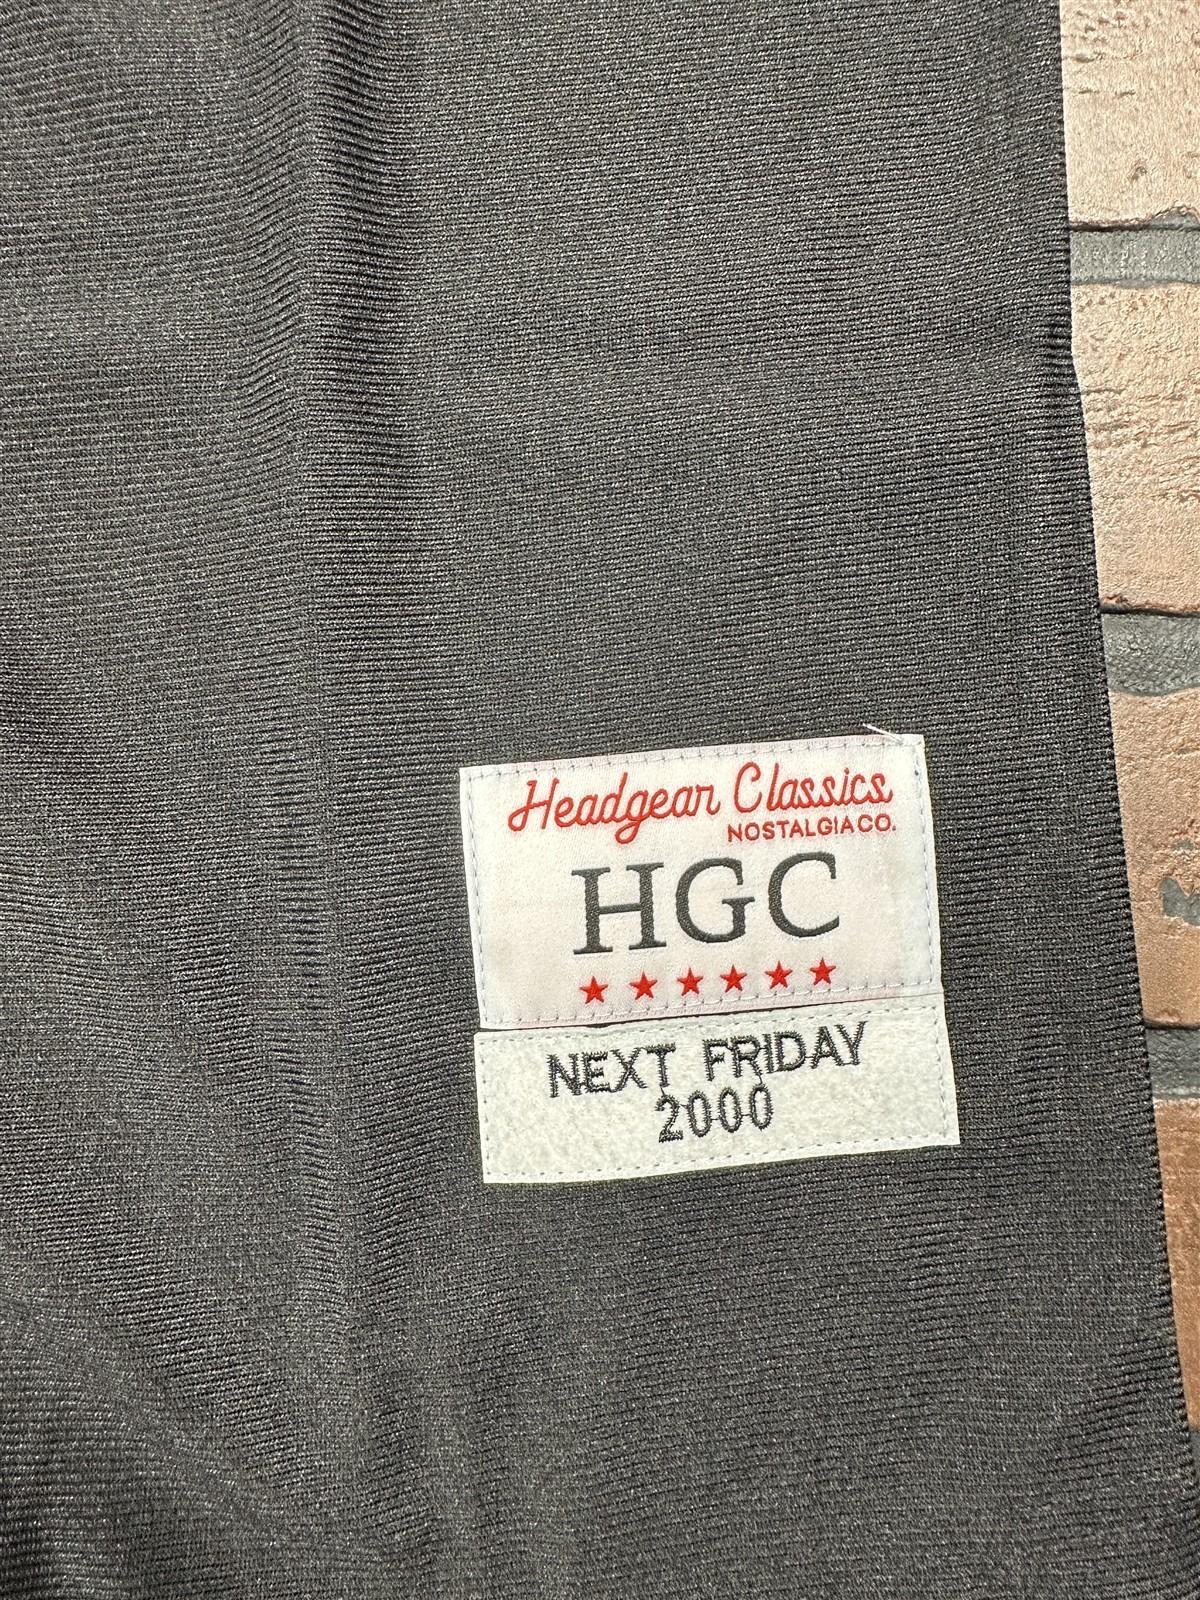 Headgear Classics
NOSTALGIA CO.
HGC
NEXT FRIDAY
2000